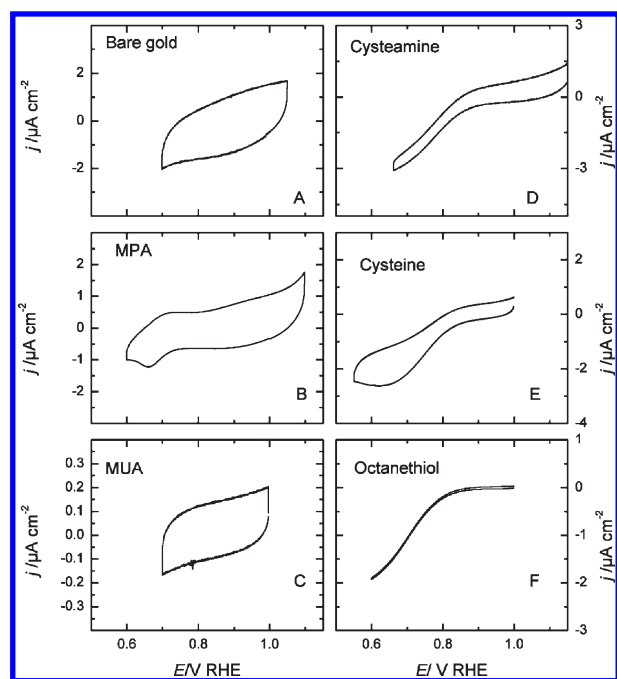 Bare gold
j /µA cm-2
2
0
-2
A
Cysteamine
3
0
-3
j /µA cm-2
D
MPA
j /µA cm-2
2
1
0
-1
-2
B
Cysteine
2
0
-2
-4
j /µA cm-2
E
MUA
j /µA cm-2
0.3
0.2
0.1
0.0
-0.1
-0.2
-0.3
C
0.6 0.8 1.0
E/V RHE
Octanethiol
1
0
-1
-2
-3
j /µA cm-2
F
0.6 0.8 1.0
E/ V RHE